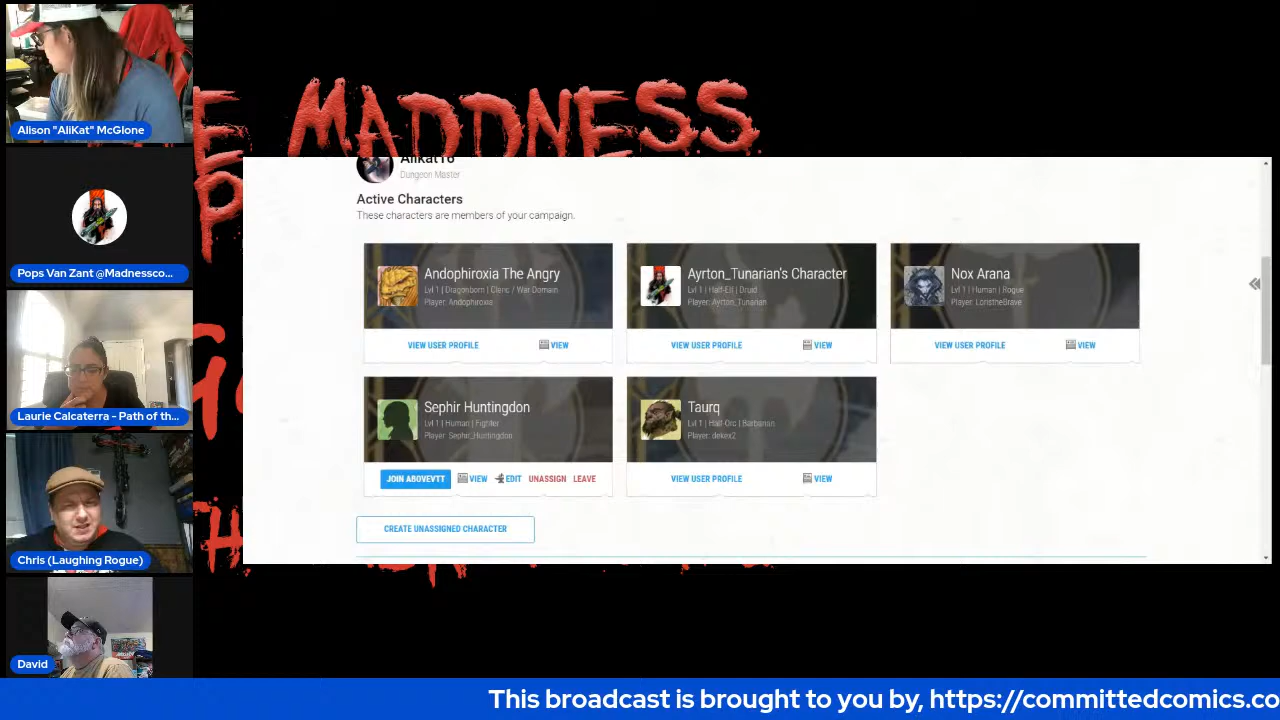 Alison "AliKat" McGlone
Pops Van Zant @Madnessco...
Laurie Calcaterra - Path of th...
Chris (Laughing Rogue)
David
MADDNESS
Alikat16
Dungeon Master
Active Characters
These characters are members of your campaign.
Andophiroxia The Angry
Lvl 1 | Dragonborn | Cleric / War Domain
Player: Andophiroxia
VIEW USER PROFILE
VIEW
Ayrton_Tunarian's Character
Lvl 1 | Half-Elf | Druid
Player: Ayrton_Tunarian
VIEW USER PROFILE
VIEW
Nox Arana
Lvl 1 | Human | Rogue
Player: LoristheBrave
VIEW USER PROFILE
VIEW
Sephir Huntingdon
Lvl 1 | Human | Fighter
Player: Sephir_Huntingdon
JOIN ABOVEVTT
VIEW
EDIT
UNASSIGN
LEAVE
Taurq
Lvl 1 | Half-Orc | Barbarian
Player: dekex2
VIEW USER PROFILE
VIEW
CREATE UNASSIGNED CHARACTER
This broadcast is brought to you by, https://committedcomics.co